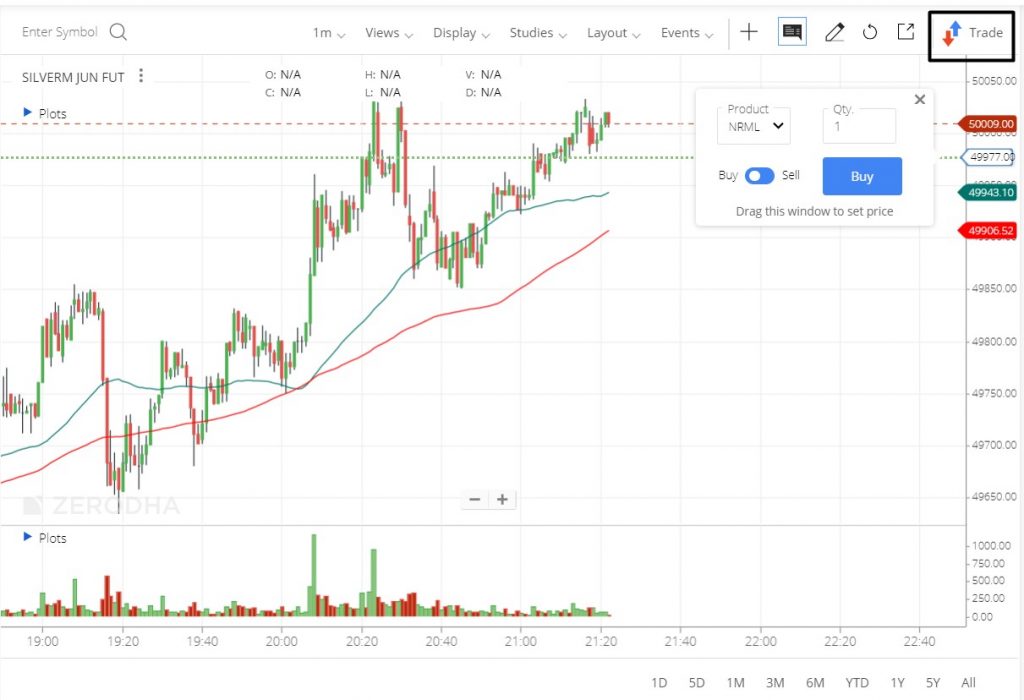 Enter Symbol
1m Views Display Studies Layout Events Trade
SILVERM JUN FUT
O: N/A H: N/A V: N/A
C: N/A L: N/A D: N/A
Plots
Product
NRML
Qty.
1
Buy Sell
Buy
Drag this window to set price
50050.00
50009.00
49977.00
49943.10
49906.52
49850.00
49800.00
49750.00
49700.00
49650.00
ZERODHA
Plots
1000.00
750.00
500.00
250.00
0.00
19:00 19:20 19:40 20:00 20:20 20:40 21:00 21:20 21:40 22:00 22:20 22:40
1D 5D 1M 3M 6M YTD 1Y 5Y All